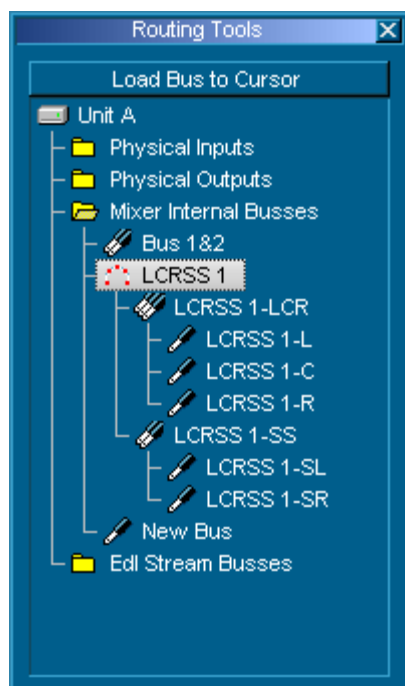 Routing Tools
Load Bus to Cursor
Unit A
Physical Inputs
Physical Outputs
Mixer Internal Busses
Bus 1&2
LCRSS 1
LCRSS 1-LCR
LCRSS 1-L
LCRSS 1-C
LCRSS 1-R
LCRSS 1-SS
LCRSS 1-SL
LCRSS 1-SR
New Bus
Edl Stream Busses